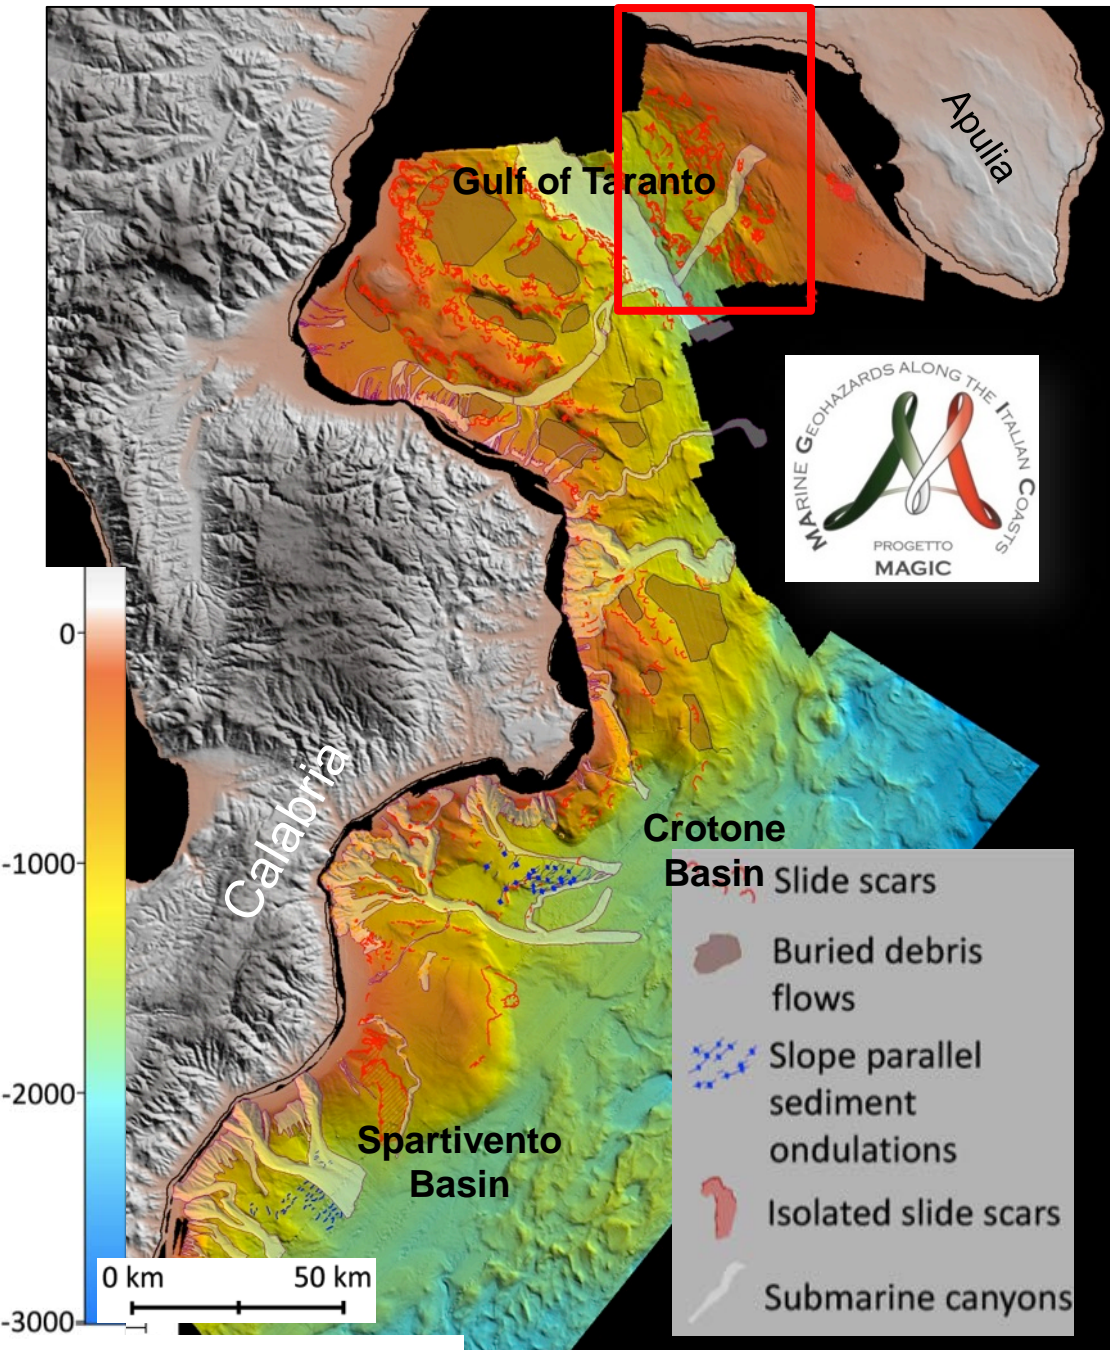 Apulia
Gulf of Taranto
MARINE GEOHAZARDS ALONG THE ITALIAN COASTS
PROGETTO
MAGIC
0
-1000
-2000
-3000
Calabria
Crotone
Basin
Slide scars
Buried debris
flows
Slope parallel
sediment
ondulations
Isolated slide scars
Submarine canyons
Spartivento
Basin
0 km 50 km